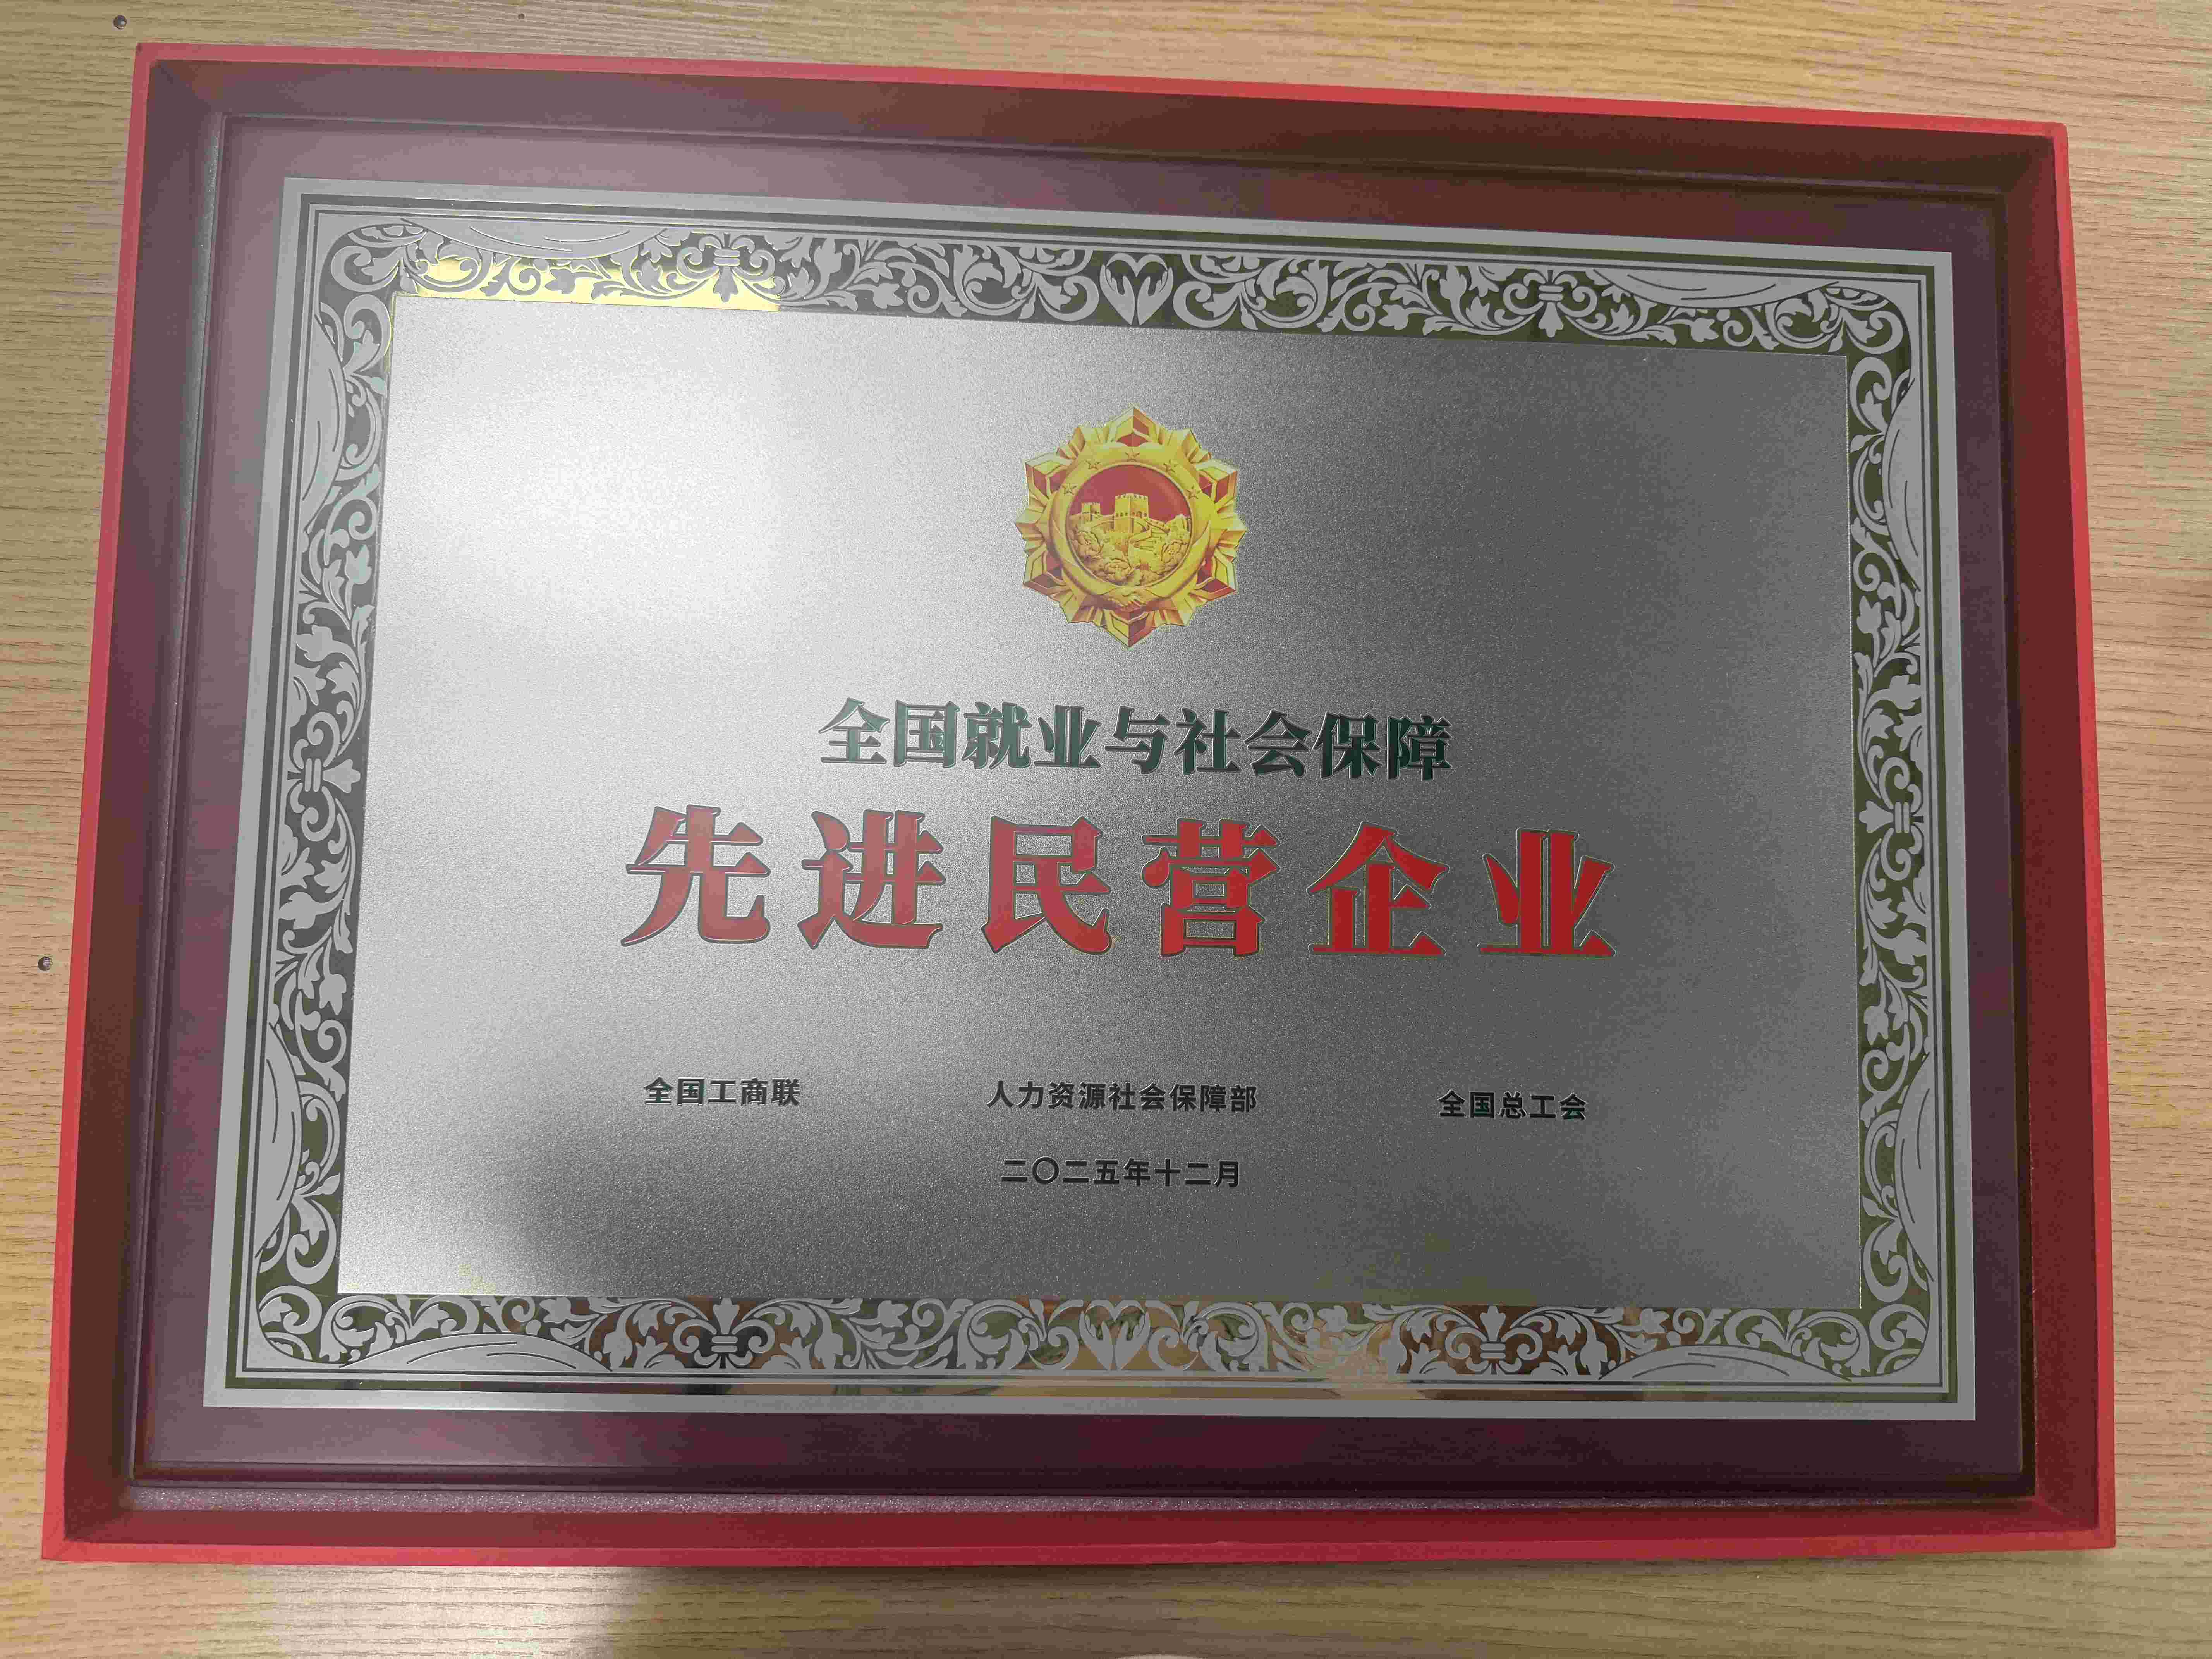 全国就业与社会保障
先进民营企业
全国工商联 人力资源社会保障部 全国总工会
二〇二五年十二月